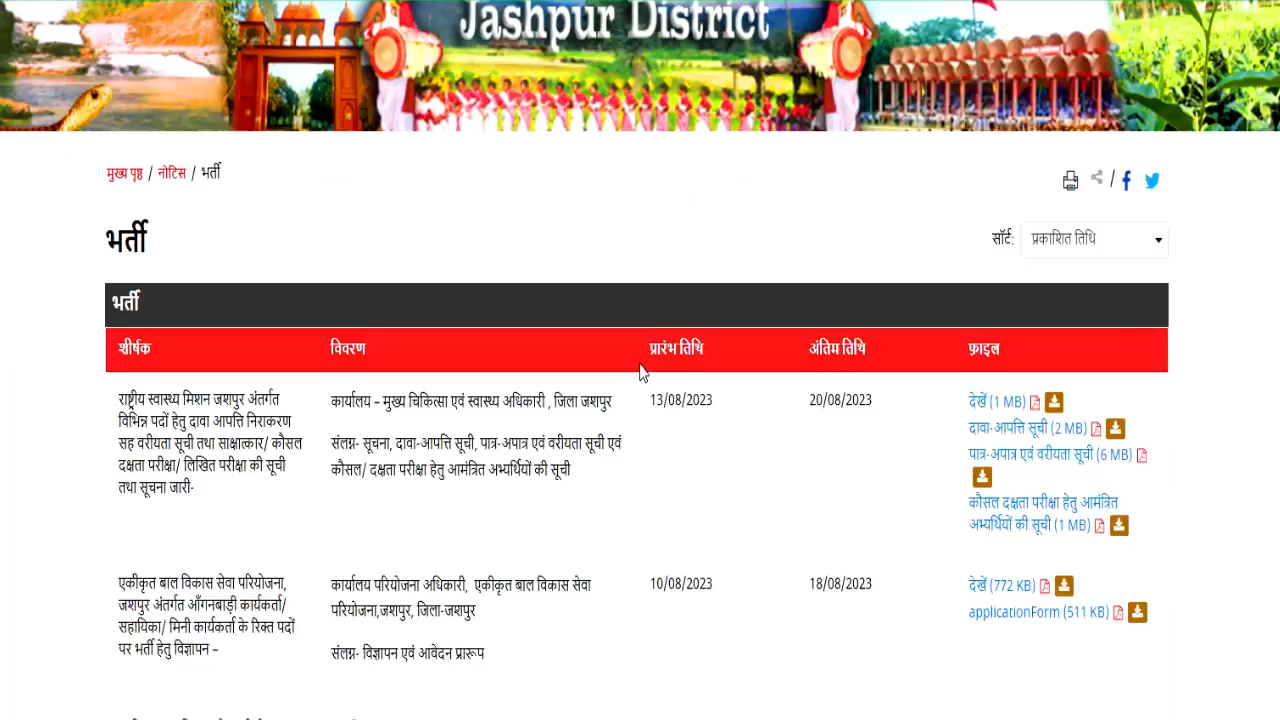 Jashpur District
मुख्य पृष्ठ / नोटिस / भर्ती
भर्ती
सॉर्ट: प्रकाशित तिथि
भर्ती
शीर्षक विवरण प्रारंभ तिथि अंतिम तिथि फ़ाइल
राष्ट्रीय स्वास्थ्य मिशन जशपुर अंतर्गत
विभिन्न पदों हेतु दावा आपत्ति निराकरण
सह वरीयता सूची तथा साक्षात्कार/ कौसल
दक्षता परीक्षा/ लिखित परीक्षा की सूची
तथा सूचना जारी-
कार्यालय – मुख्य चिकित्सा एवं स्वास्थ्य अधिकारी , जिला जशपुर
संलग्न- सूचना, दावा-आपत्ति सूची, पात्र-अपात्र एवं वरीयता सूची एवं
कौसल/ दक्षता परीक्षा हेतु आमंत्रित अभ्यर्थियों की सूची
13/08/2023
20/08/2023
देखें (1 MB)
दावा-आपत्ति सूची (2 MB)
पात्र-अपात्र एवं वरीयता सूची (6 MB)
कौसल दक्षता परीक्षा हेतु आमंत्रित
अभ्यर्थियों की सूची (1 MB)
एकीकृत बाल विकास सेवा परियोजना,
जशपुर अंतर्गत आँगनबाड़ी कार्यकर्ता/
सहायिका/ मिनी कार्यकर्ता के रिक्त पदों
पर भर्ती हेतु विज्ञापन –
कार्यालय परियोजना अधिकारी, एकीकृत बाल विकास सेवा
परियोजना,जशपुर, जिला-जशपुर
संलग्न- विज्ञापन एवं आवेदन प्रारूप
10/08/2023
18/08/2023
देखें (772 KB)
applicationForm (511 KB)